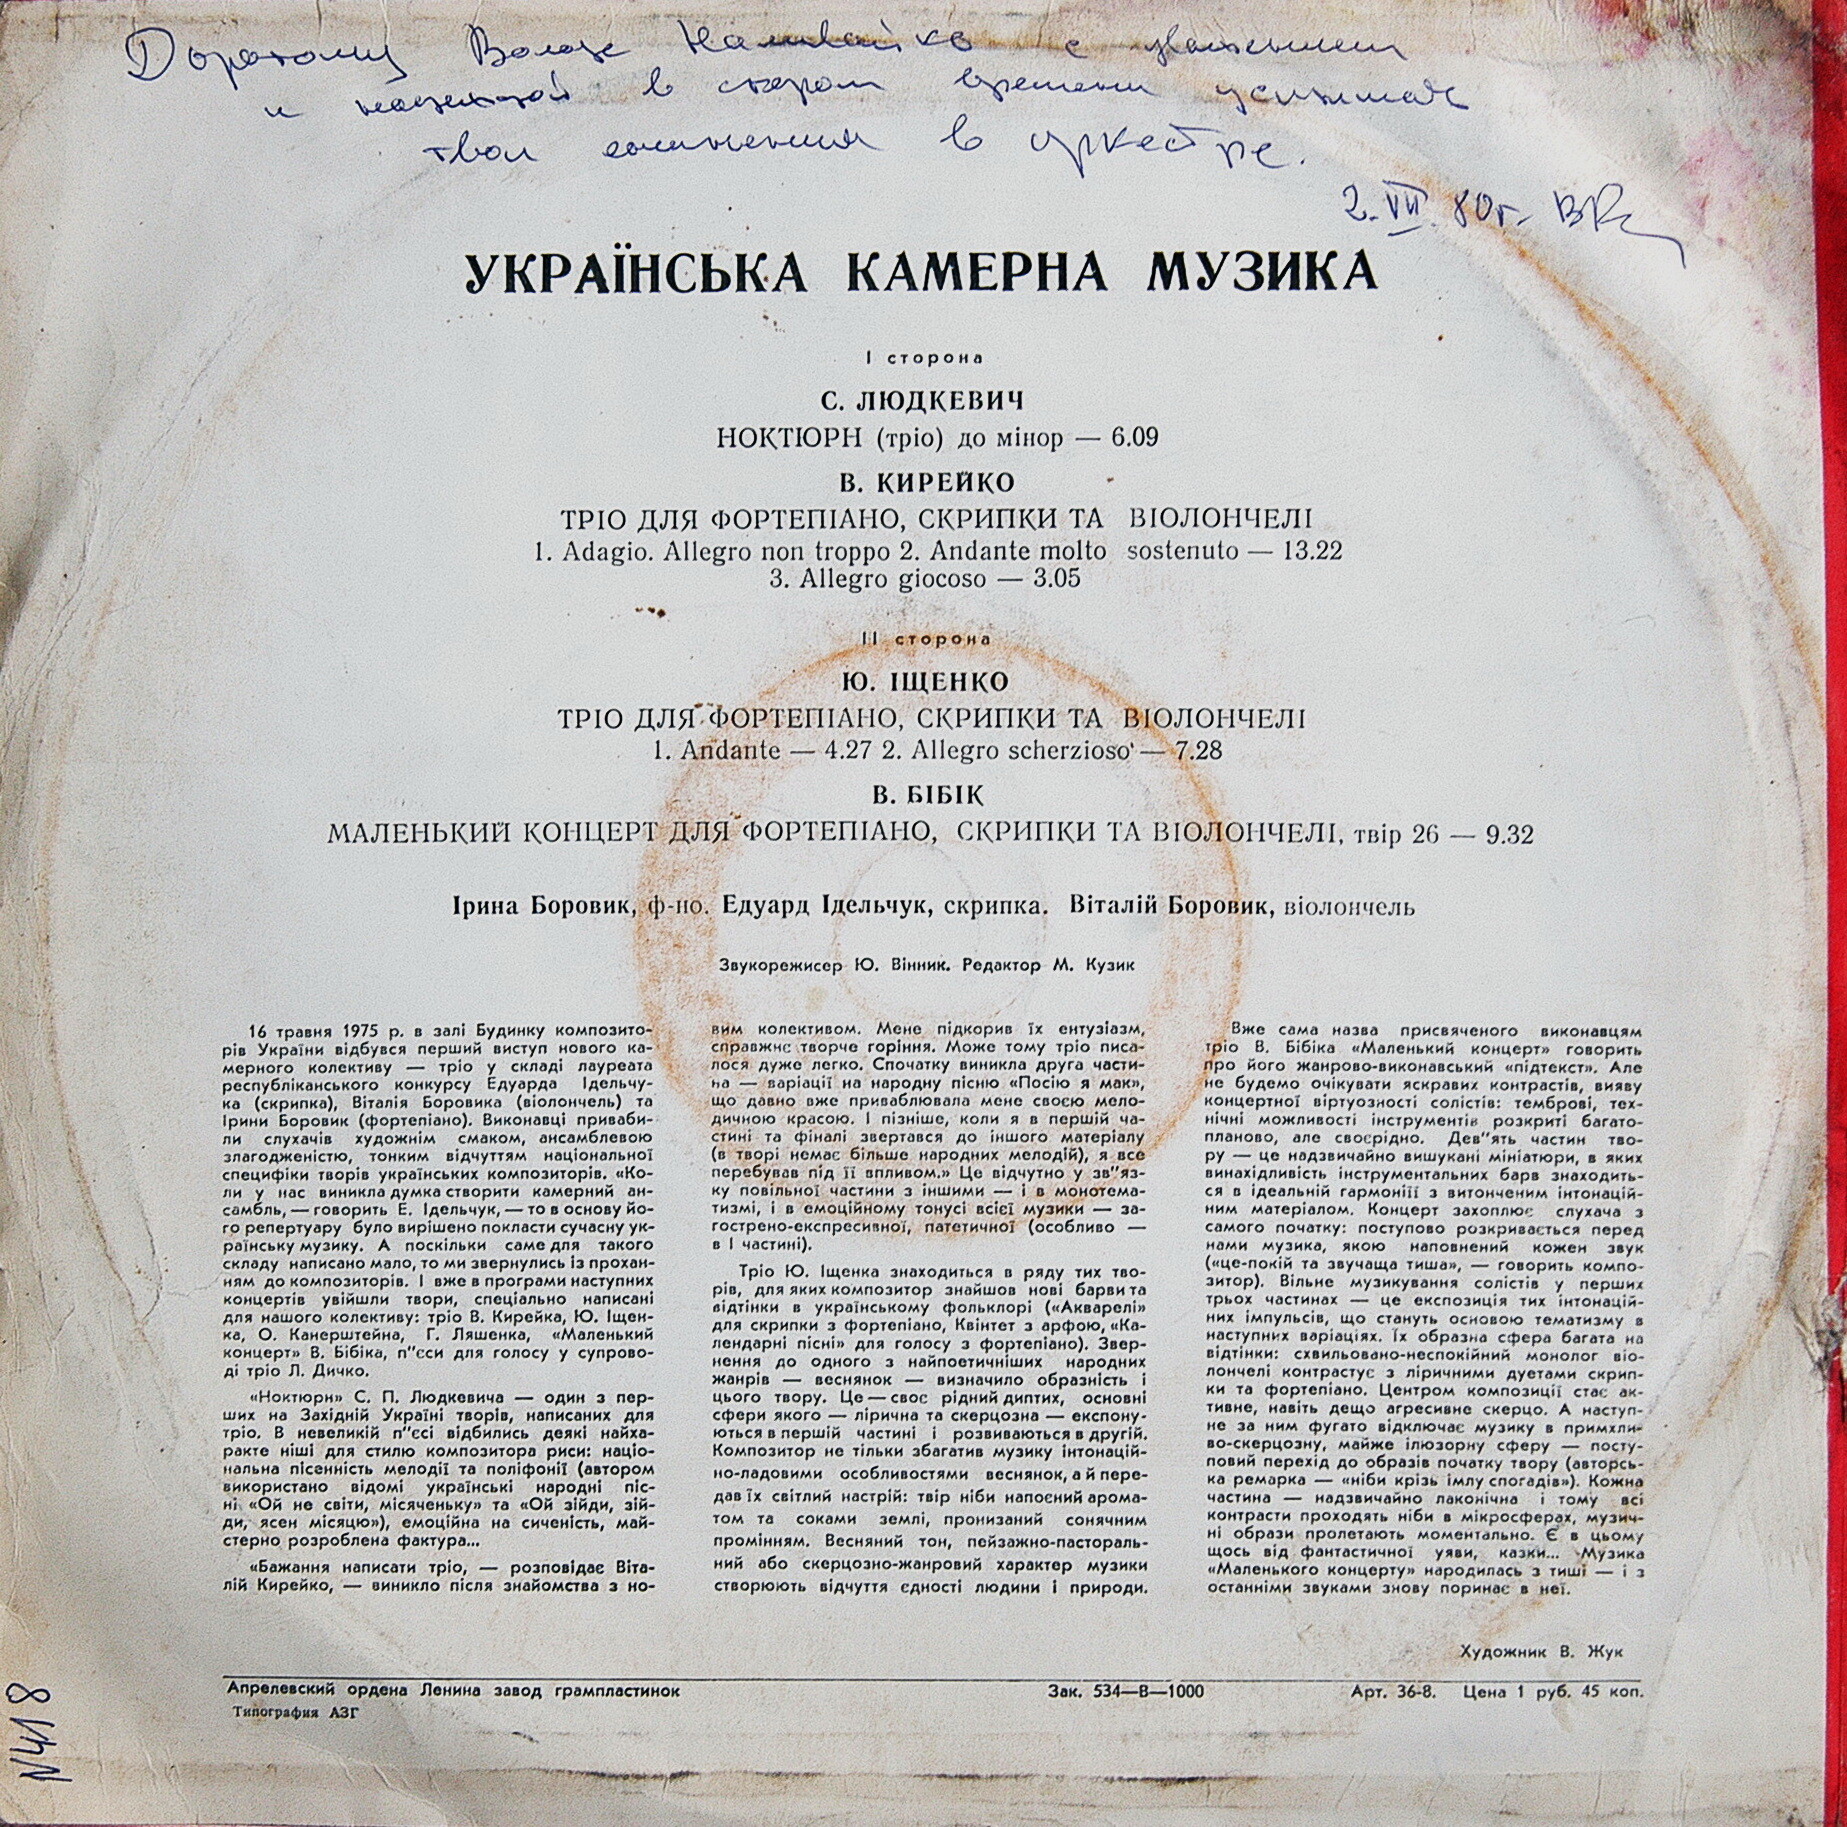 Дорогому Володе Наливайко с уважением
и надеждой в скором времени услышать
твои сочинения в оркестре.
2. VII. 80г.
УКРАЇНСЬКА КАМЕРНА МУЗИКА
I сторона
С. ЛЮДКЕВИЧ
НОКТЮРН (тріо) до мінор — 6.09
В. КИРЕЙКО
ТРІО ДЛЯ ФОРТЕПІАНО, СКРИПКИ ТА ВІОЛОНЧЕЛІ
1. Adagio. Allegro non troppo 2. Andante molto sostenuto — 13.22
3. Allegro giocoso — 3.05
II сторона
Ю. ІЩЕНКО
ТРІО ДЛЯ ФОРТЕПІАНО, СКРИПКИ ТА ВІОЛОНЧЕЛІ
1. Andante — 4.27 2. Allegro scherzioso — 7.28
В. БІБІК
МАЛЕНЬКИЙ КОНЦЕРТ ДЛЯ ФОРТЕПІАНО, СКРИПКИ ТА ВІОЛОНЧЕЛІ, твір 26 — 9.32
Ірина Боровик, ф-но. Едуард Ідельчук, скрипка. Віталій Боровик, віолончель
Звукорежисер Ю. Вінник. Редактор М. Кузик
16 травня 1975 р. в залі Будинку композито-
рів України відбувся перший виступ нового ка-
мерного колективу — тріо у складі лауреата
республіканського конкурсу Едуарда Ідельчу-
ка (скрипка), Віталія Боровика (віолончель) та
Ірини Боровик (фортепіано). Виконавці привaби-
ли слухачів художнім смаком, ансамблевою
злагодженістю, тонким відчуттям національної
специфіки творів українських композиторів. «Ко-
ли у нас виникла думка створити камерний ан-
самбль, — говорить Е. Ідельчук, — то в основу йо-
го репертуару було вирішено покласти сучасну ук-
раїнську музику. А поскільки саме для такого
складу написано мало, то ми звернулись із прохан-
ням до композиторів. І вже в програми наступних
концертів увійшли твори, спеціально написані
для нашого колективу: тріо В. Кирейка, Ю. Іщен-
ка, О. Канерштейна, Г. Ляшенка, «Маленький
концерт» В. Бібіка, п"єси для голосу у супрово-
ді тріо Л. Дичко.
«Ноктюрн» С. П. Людкевича — один з пер-
ших на Західній Україні творів, написаних для
тріо. В невеликій п"єсі відбились деякі найха-
ракте ніші для стилю композитора риси: націо-
нальна пісенність мелодії та поліфонії (автором
використано відомі українські народні піс-
ні «Ой не світи, місяченьку» та «Ой зійди, зій-
ди, ясен місяцю»), емоційна на сиченість, май-
стерно розроблена фактура...
«Бажання написати тріо, — розповідає Віта-
лій Кирейко, — виникло після знайомства з но-
вим колективом. Мене підкорив їх ентузіазм,
справжнє творче горіння. Може тому тріо писа-
лося дуже легко. Спочатку виникла друга части-
на — варіації на народну пісню «Посію я мак»,
що давно вже приваблювала мене своєю мело-
дичною красою. І пізніше, коли я в першій ча-
стині та фіналі звертався до іншого матеріалу
(в творі немає більше народних мелодій), я все
перебував під її впливом.» Це відчутно у зв"яз-
ку повільної частини з іншими — і в монотема-
тизмі, і в емоційному тонусі всієї музики — за-
гострено-експресивної, патетичної (особливо —
в І частині).
Тріо Ю. Іщенка знаходиться в ряду тих тво-
рів, для яких композитор знайшов нові барви та
відтінки в українському фольклорі («Акварелі»
для скрипки з фортепіано, Квінтет з арфою, «Ка-
лендарні пісні» для голосу з фортепіано). Звер-
нення до одного з найпоетичніших народних
жанрів — веснянок — визначило образність і
цього твору. Це — своє рідний диптих, основні
сфери якого — лірична та скерцозна — експону-
ються в першій частині і розвиваються в другій.
Композитор не тільки збагатив музику інтонацій-
но-ладовими особливостями веснянок, а й пере-
дав їх світлий настрій: твір ніби напоєний арома-
том та соками землі, пронизаний сонячним
промінням. Весняний тон, пейзажно-пастораль-
ний або скерцозно-жанровий характер музики
створюють відчуття єдності людини і природи.
Вже сама назва присвяченого виконавцям
тріо В. Бібіка «Маленький концерт» говорить
про його жанрово-виконавський «підтекст». Але
не будемо очікувати яскравих контрастів, вияву
концертної віртуозності солістів: темброві, тех-
нічні можливості інструментів розкриті багато-
планово, але своєрідно. Дев"ять частин тво-
ру — це надзвичайно вишукані мініатюри, в яких
винахідливість інструментальних барв знаходить-
ся в ідеальній гармоніії з витонченим інтонацій-
ним матеріалом. Концерт захоплює слухача з
самого початку: поступово розкривається перед
нами музика, якою наповнений кожен звук
(«це-покій та звучаща тиша», — говорить компо-
зитор). Вільне музикування солістів у перших
трьох частинах — це експозиція тих інтонацій-
них імпульсів, що стануть основою тематизму в
наступних варіаціях. Їх образна сфера багата на
відтінки: схвильовано-неспокійний монолог віо-
лончелі контрастує з ліричними дуетами скрип-
ки та фортепіано. Центром композиції стає ак-
тивне, навіть дещо агресивне скерцо. А наступ-
не за ним фугато відключає музику в примхли-
во-скерцозну, майже ілюзорну сферу — посту-
повий перехід до образів початку твору (авторсь-
ка ремарка — «ніби крізь імлу спогадів»). Кожна
частина — надзвичайно лаконічна і тому всі
контрасти проходять ніби в мікросферах, музич-
ні образи пролетають моментально. Є в цьому
щось від фантастичної уяви, казки... Музика
«Маленького концерту» народилась з тиші — і з
останніми звуками знову поринає в неї.
Художник В. Жук
Апрелевский ордена Ленина завод грампластинок
Зак. 534—В—1000
Арт. 36-8. Цена 1 руб. 45 коп.
Типография АЗГ
N418